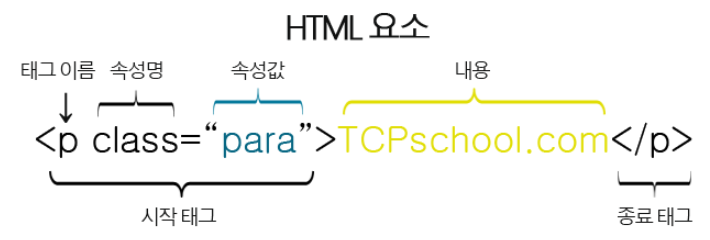 HTML 요소
태그 이름 속성명 속성값 내용
<p class=“para”>TCPschool.com</p>
시작 태그 종료 태그